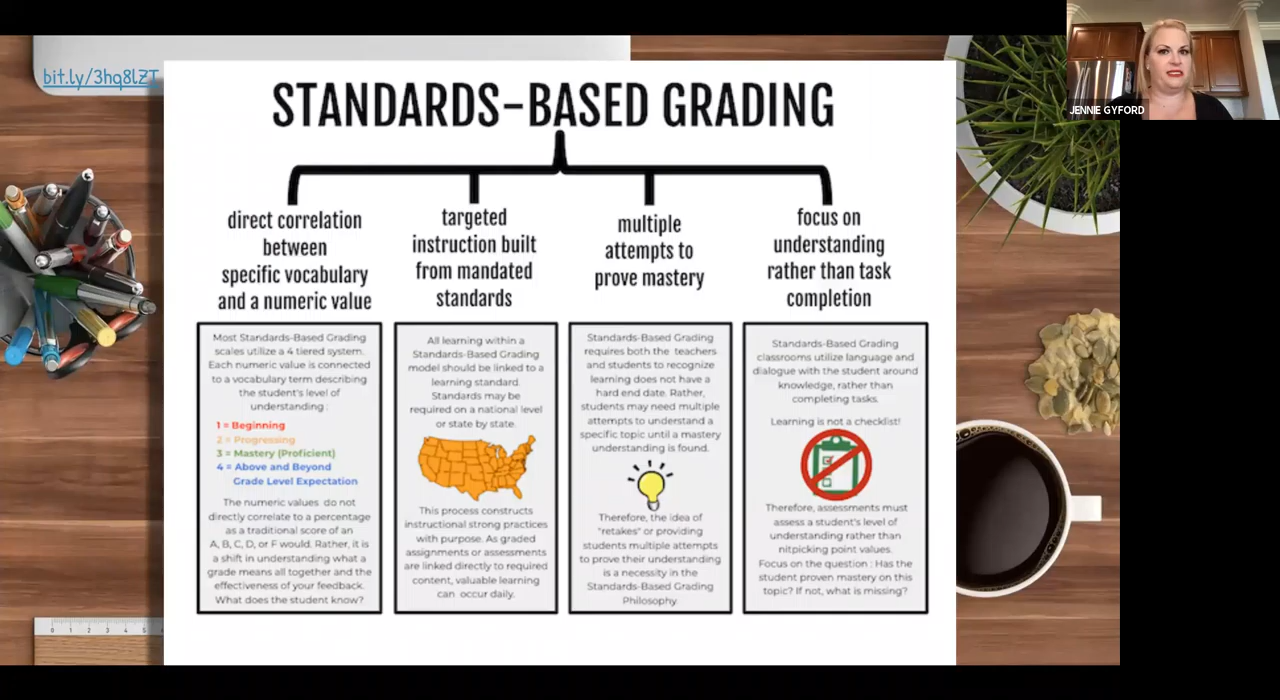 bit.ly/3hq8lZT
JENNIE GYFORD
STANDARDS-BASED GRADING
direct correlation
between
specific vocabulary
and a numeric value
Most Standards-Based Grading
scales utilize a 4 tiered system.
Each numeric value is connected
to a vocabulary term describing
the student's level of
understanding :
1 = Beginning
2 = Progressing
3 = Mastery (Proficient)
4 = Above and Beyond
Grade Level Expectation
The numeric values do not
directly correlate to a percentage
as a traditional score of an
A, B, C, D, or F would. Rather, it is
a shift in understanding what a
grade means all together and the
effectiveness of your feedback.
What does the student know?
targeted
instruction built
from mandated
standards
All learning within a
Standards-Based Grading
model should be linked to a
learning standard.
Standards may be
required on a national level
or state by state.
This process constructs
instructional strong practices
with purpose. As graded
assignments or assessments
are linked directly to required
content, valuable learning
can occur daily.
multiple
attempts to
prove mastery
Standards-Based Grading
requires both the teachers
and students to recognize
learning does not have a
hard end date. Rather,
students may need multiple
attempts to understand a
specific topic until a mastery
understanding is found.
Therefore, the idea of
"retakes" or providing
students multiple attempts
to prove their understanding
is a necessity in the
Standards-Based Grading
Philosophy.
focus on
understanding
rather than task
completion
Standards-Based Grading
classrooms utilize language and
dialogue with the student around
knowledge, rather than
completing tasks.
Learning is not a checklist!
Therefore, assessments must
assess a student's level of
understanding rather than
nitpicking point values.
Focus on the question : Has the
student proven mastery on this
topic? If not, what is missing?
0 1 2 3 4 5